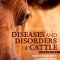 DISEASES AND
DISORDERS OF
CATTLE